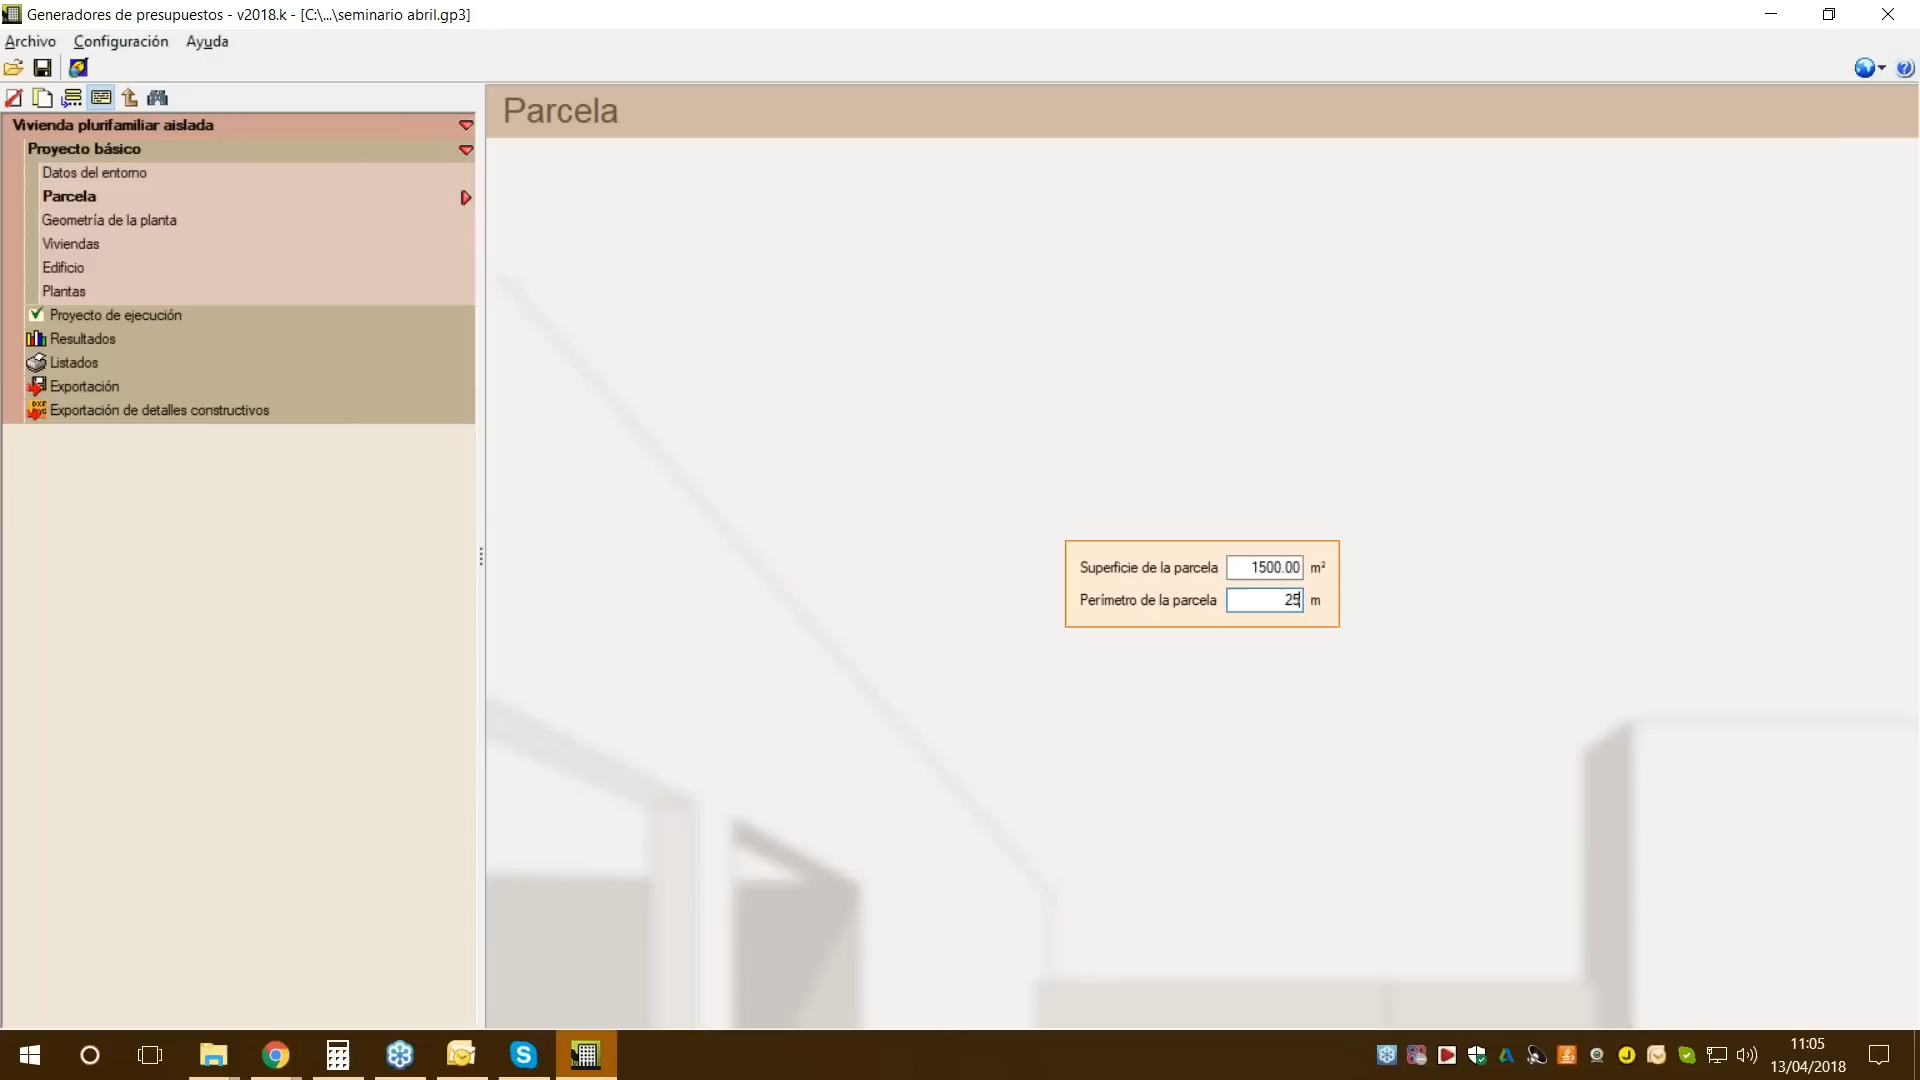 Generadores de presupuestos - v2018.k - [C:\...\seminario abril.gp3]
Archivo Configuración Ayuda
Vivienda plurifamiliar aislada
Proyecto básico
Datos del entorno
Parcela
Geometría de la planta
Viviendas
Edificio
Plantas
Proyecto de ejecución
Resultados
Listados
Exportación
Exportación de detalles constructivos
Parcela
Superficie de la parcela 1500.00 m²
Perímetro de la parcela 25 m
11:05
13/04/2018